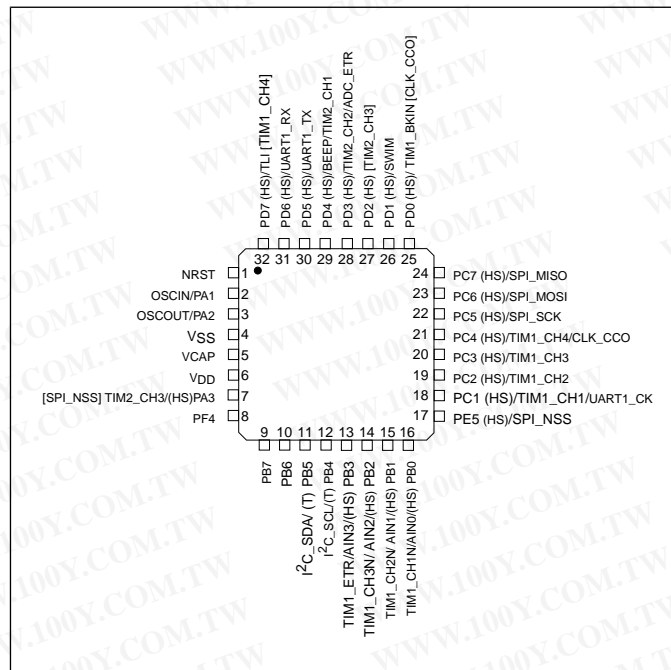 PD7 (HS)/TLI [TIM1_CH4]
PD6 (HS)/UART1_RX
PD5 (HS)/UART1_TX
PD4 (HS)/BEEP/TIM2_CH1
PD3 (HS)/TIM2_CH2/ADC_ETR
PD2 (HS) [TIM2_CH3]
PD1 (HS)/SWIM
PD0 (HS)/ TIM1_BKIN [CLK_CCO]
32 31 30 29 28 27 26 25
NRST 1
OSCIN/PA1 2
OSCOUT/PA2 3
VSS 4
VCAP 5
VDD 6
[SPI_NSS] TIM2_CH3/(HS)PA3 7
PF4 8
24 PC7 (HS)/SPI_MISO
23 PC6 (HS)/SPI_MOSI
22 PC5 (HS)/SPI_SCK
21 PC4 (HS)/TIM1_CH4/CLK_CCO
20 PC3 (HS)/TIM1_CH3
19 PC2 (HS)/TIM1_CH2
18 PC1 (HS)/TIM1_CH1/UART1_CK
17 PE5 (HS)/SPI_NSS
9 10 11 12 13 14 15 16
PB7
PB6
I2C_SDA/ (T) PB5
I2C_SCL/(T) PB4
TIM1_ETR/AIN3/(HS) PB3
TIM1_CH3N/ AIN2/(HS) PB2
TIM1_CH2N/ AIN1/(HS) PB1
TIM1_CH1N/AIN0/(HS) PB0
WWW.100Y.COM.TW